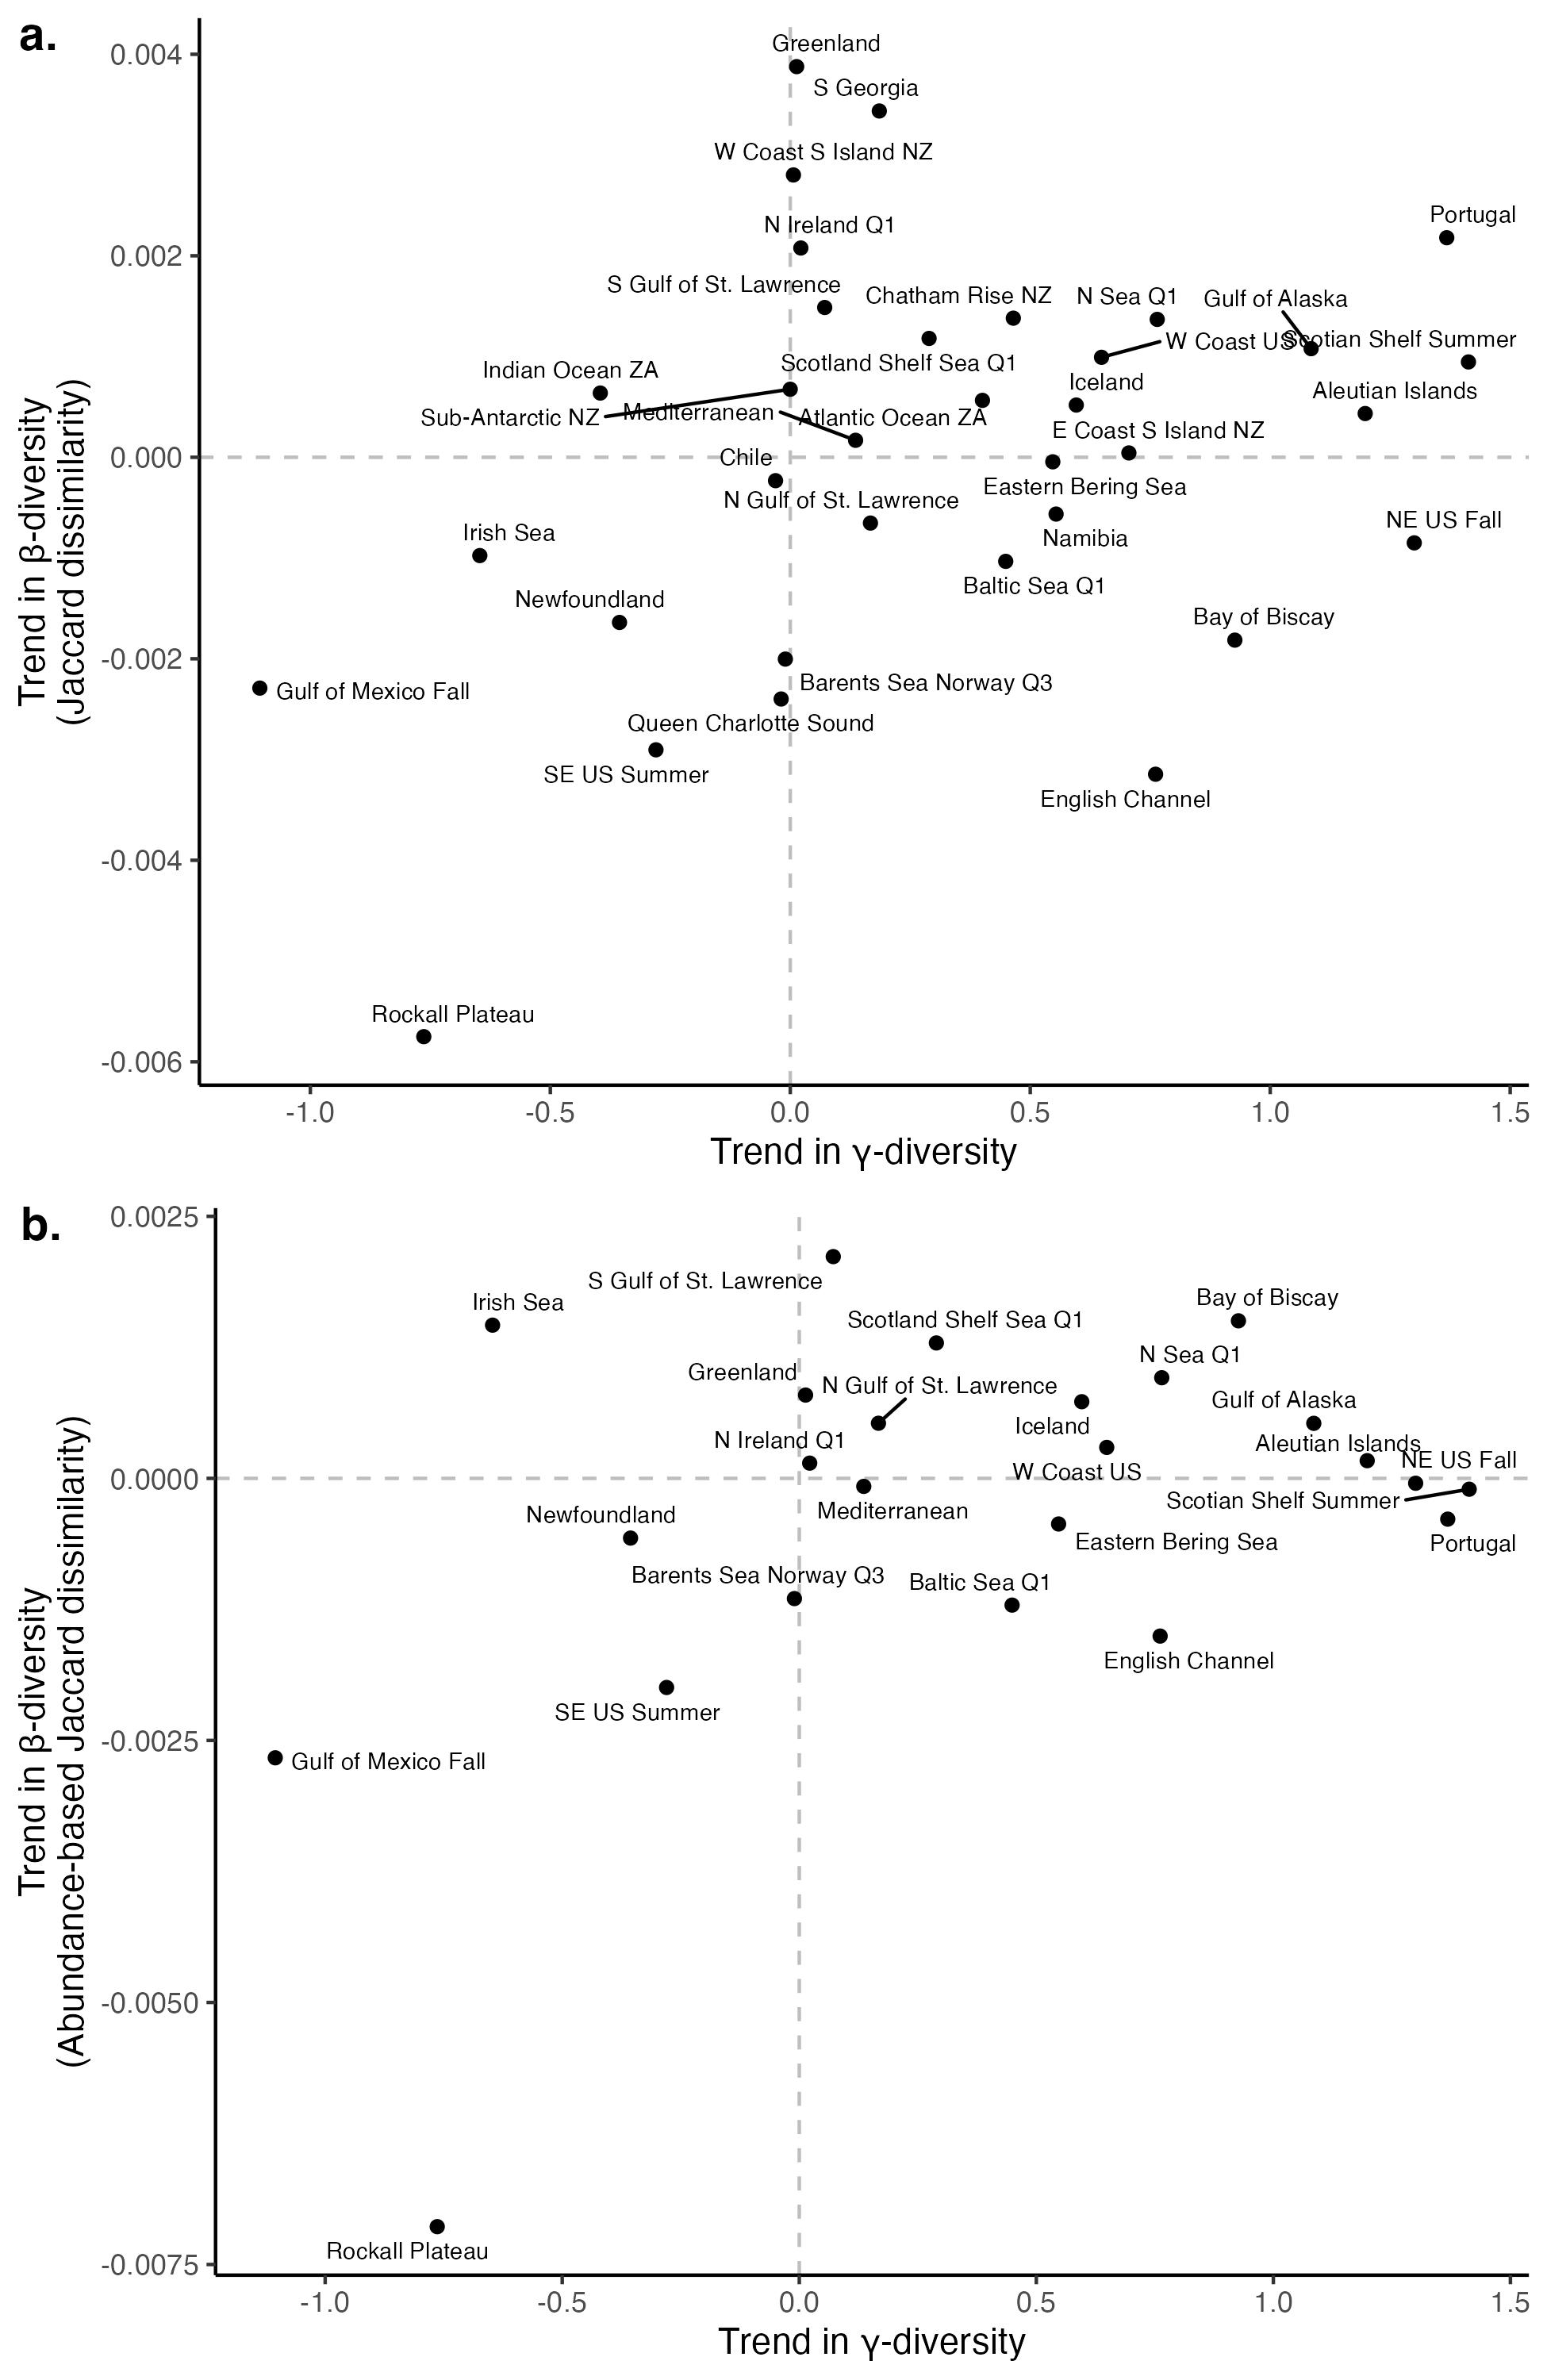 a.
0.004
0.002
0.000
-0.002
-0.004
-0.006
Trend in β-diversity
(Jaccard dissimilarity)
Greenland
S Georgia
W Coast S Island NZ
Portugal
N Ireland Q1
S Gulf of St. Lawrence
Chatham Rise NZ
N Sea Q1
Gulf of Alaska
W Coast US
Scotian Shelf Summer
Scotland Shelf Sea Q1
Indian Ocean ZA
Iceland
Aleutian Islands
Sub-Antarctic NZ
Mediterranean
Atlantic Ocean ZA
E Coast S Island NZ
Chile
Eastern Bering Sea
N Gulf of St. Lawrence
NE US Fall
Irish Sea
Namibia
Baltic Sea Q1
Newfoundland
Bay of Biscay
Barents Sea Norway Q3
Gulf of Mexico Fall
Queen Charlotte Sound
SE US Summer
English Channel
Rockall Plateau
-1.0
-0.5
0.0
0.5
1.0
1.5
Trend in γ-diversity
b.
0.0025
0.0000
-0.0025
-0.0050
-0.0075
Trend in β-diversity
(Abundance-based Jaccard dissimilarity)
S Gulf of St. Lawrence
Irish Sea
Bay of Biscay
Scotland Shelf Sea Q1
N Sea Q1
Greenland
N Gulf of St. Lawrence
Gulf of Alaska
Iceland
N Ireland Q1
Aleutian Islands
NE US Fall
W Coast US
Scotian Shelf Summer
Mediterranean
Newfoundland
Eastern Bering Sea
Portugal
Barents Sea Norway Q3
Baltic Sea Q1
English Channel
SE US Summer
Gulf of Mexico Fall
Rockall Plateau
-1.0
-0.5
0.0
0.5
1.0
1.5
Trend in γ-diversity